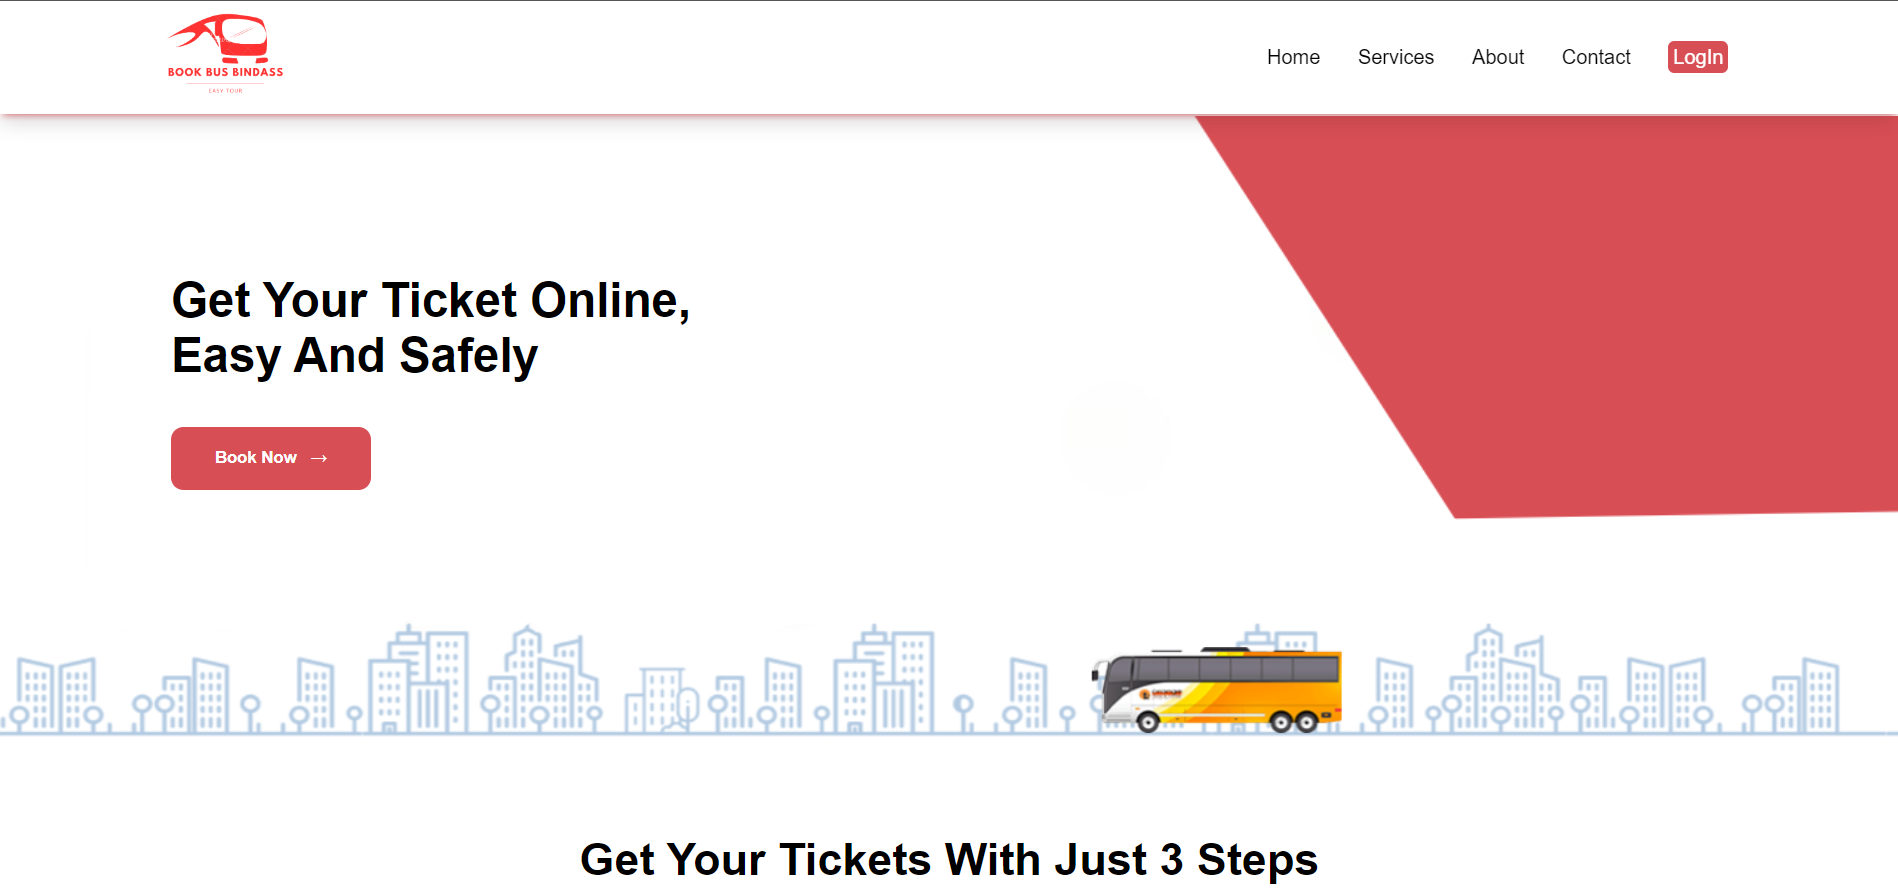 BOOK BUS BINDASS
EASY TOUR
Home Services About Contact LogIn
Get Your Ticket Online,
Easy And Safely
Book Now →
Get Your Tickets With Just 3 Steps